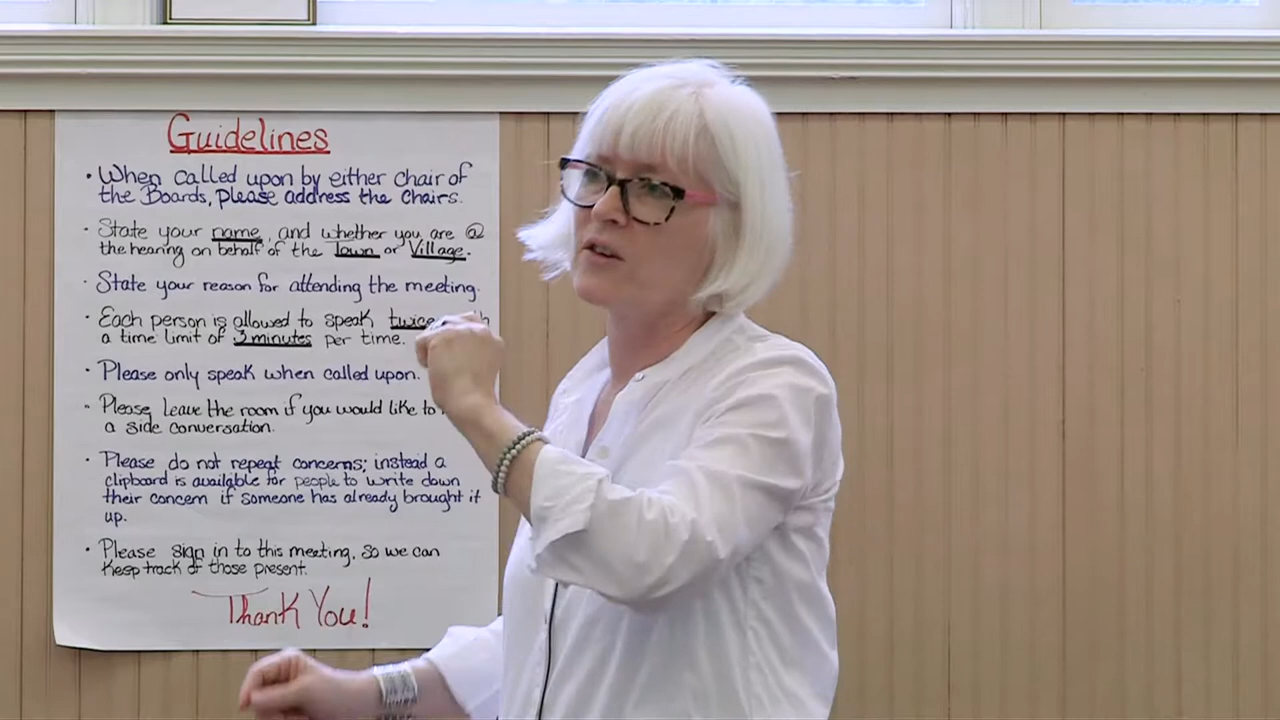 Guidelines
• When called upon by either chair of
the Boards, please address the chairs.
• State your name, and whether you are @
the hearing on behalf of the Town or Village.
• State your reason for attending the meeting.
• Each person is allowed to speak twice
a time limit of 3 minutes per time.
• Please only speak when called upon.
• Please leave the room if you would like to
a side conversation.
• Please do not repeat concerns; instead a
clipboard is available for people to write down
their concern if someone has already brought it
up.
• Please sign in to this meeting, so we can
keep track of those present.
Thank You!